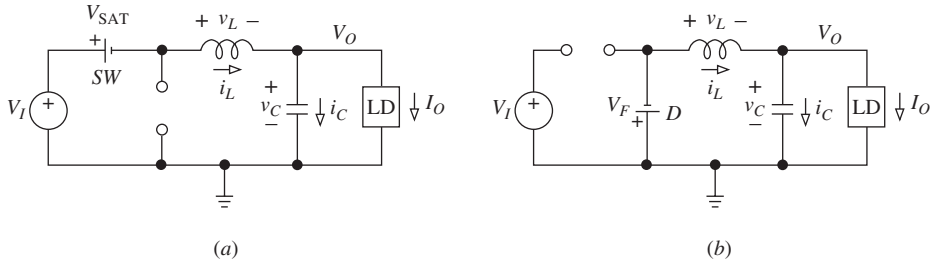 V_SAT
+ SW
+ v_L −
i_L
V_O
V_I +
+ v_C −
i_C
LD
I_O
(a)
+ v_L −
i_L
V_O
V_I +
V_F +
D
+ v_C −
i_C
LD
I_O
(b)